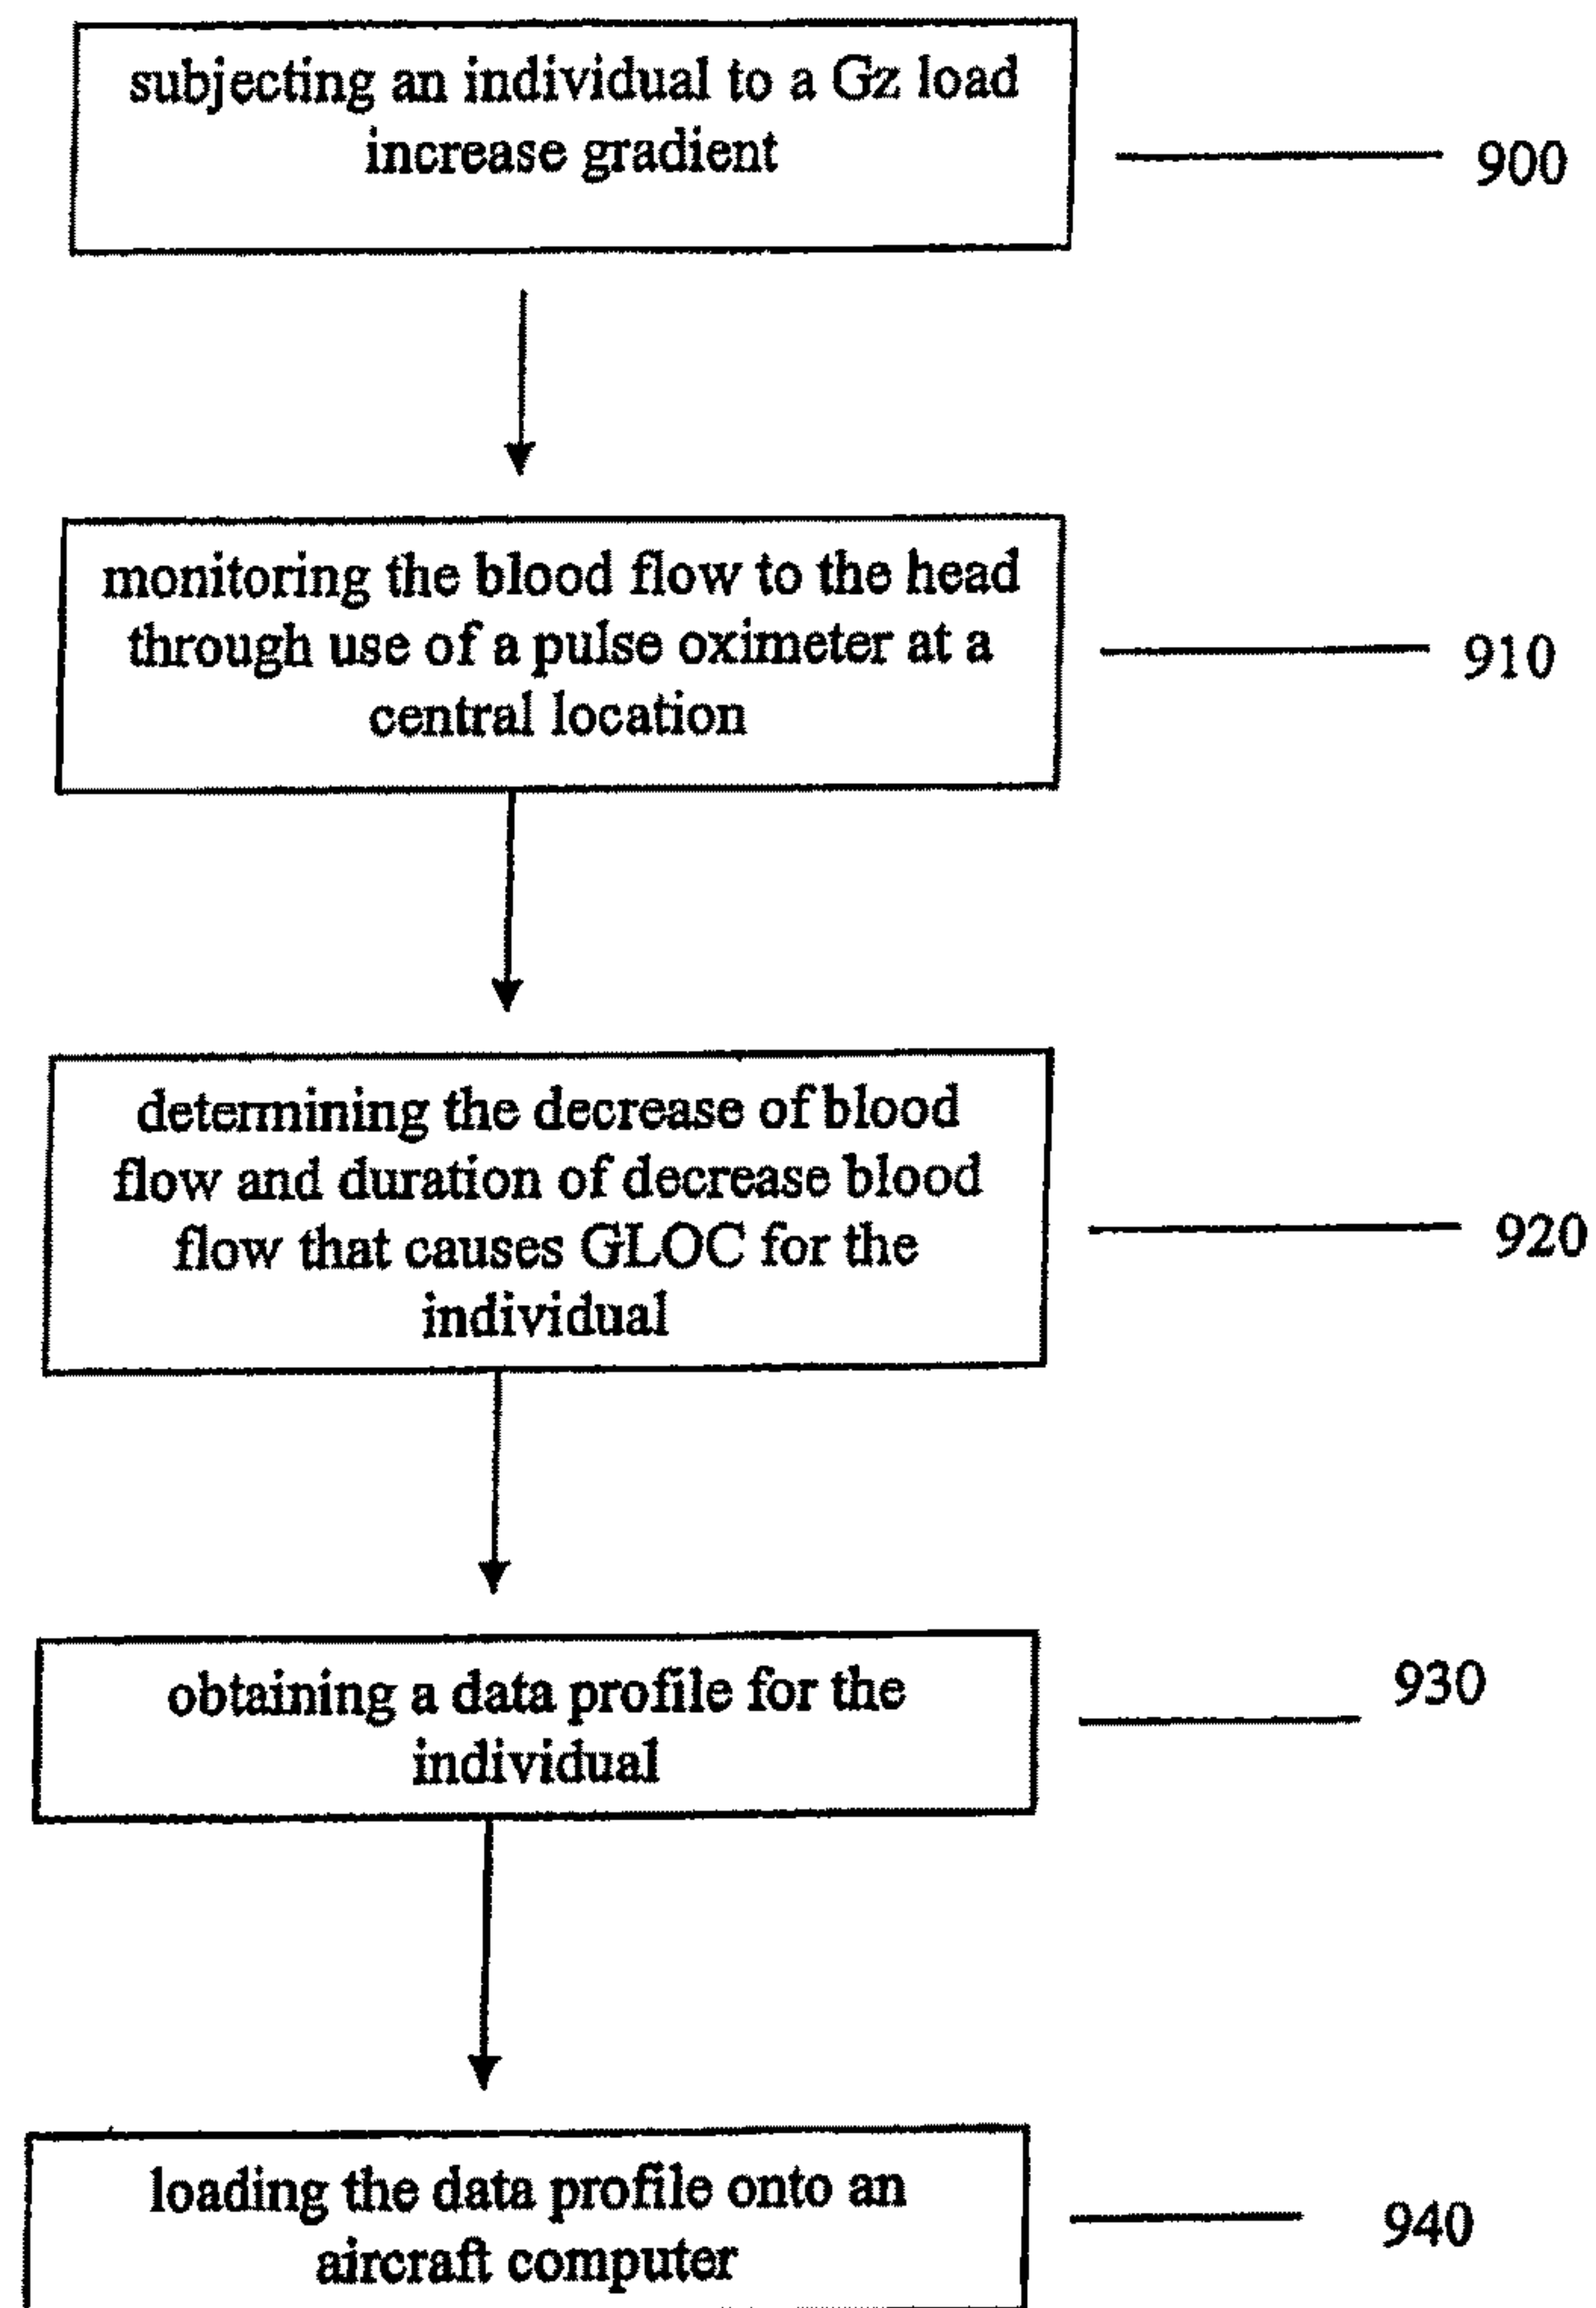 subjecting an individual to a Gz load
increase gradient
900
monitoring the blood flow to the head
through use of a pulse oximeter at a
central location
910
determining the decrease of blood
flow and duration of decrease blood
flow that causes GLOC for the
individual
920
obtaining a data profile for the
individual
930
loading the data profile onto an
aircraft computer
940